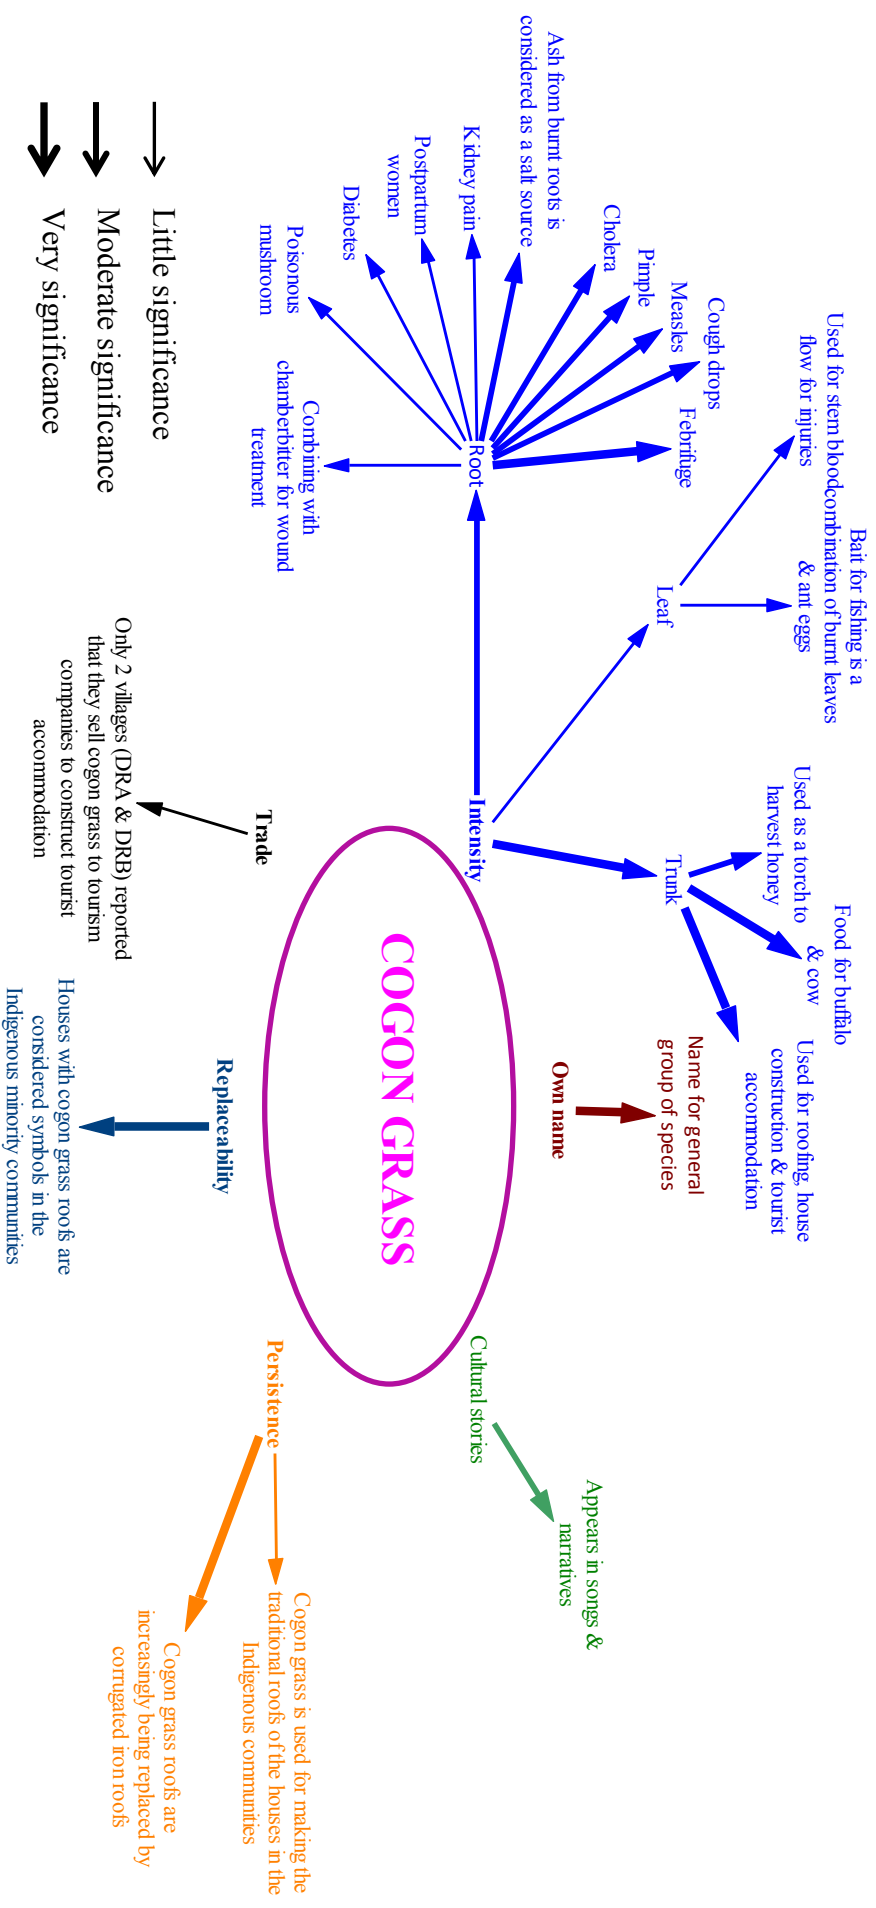 Bait for fishing is a
combination of burnt leaves
& ant eggs
Used for stem blood
flow for injuries
Food for buffalo
& cow
Used as a torch to
harvest honey
Used for roofing, house
construction & tourist
accommodation
Cough drops
Measles
Pimple
Cholera
Ash from burnt roots is
considered as a salt source
Febrifuge
Leaf
Trunk
Name for general
group of species
Own name
Appears in songs &
narratives
Cultural stories
Kidney pain
Root
Intensity
Postpartum
women
Diabetes
Poisonous
mushroom
Combining with
chamberbitter for wound
treatment
COGON GRASS
Trade
Only 2 villages (DRA & DRB) reported
that they sell cogon grass to tourism
companies to construct tourist
accommodation
Replaceability
Houses with cogon grass roofs are
considered symbols in the
Indigenous minority communities
Persistence
Cogon grass is used for making the
traditional roofs of the houses in the
Indigenous communities
Cogon grass roofs are
increasingly being replaced by
corrugated iron roofs
Little significance
Moderate significance
Very significance